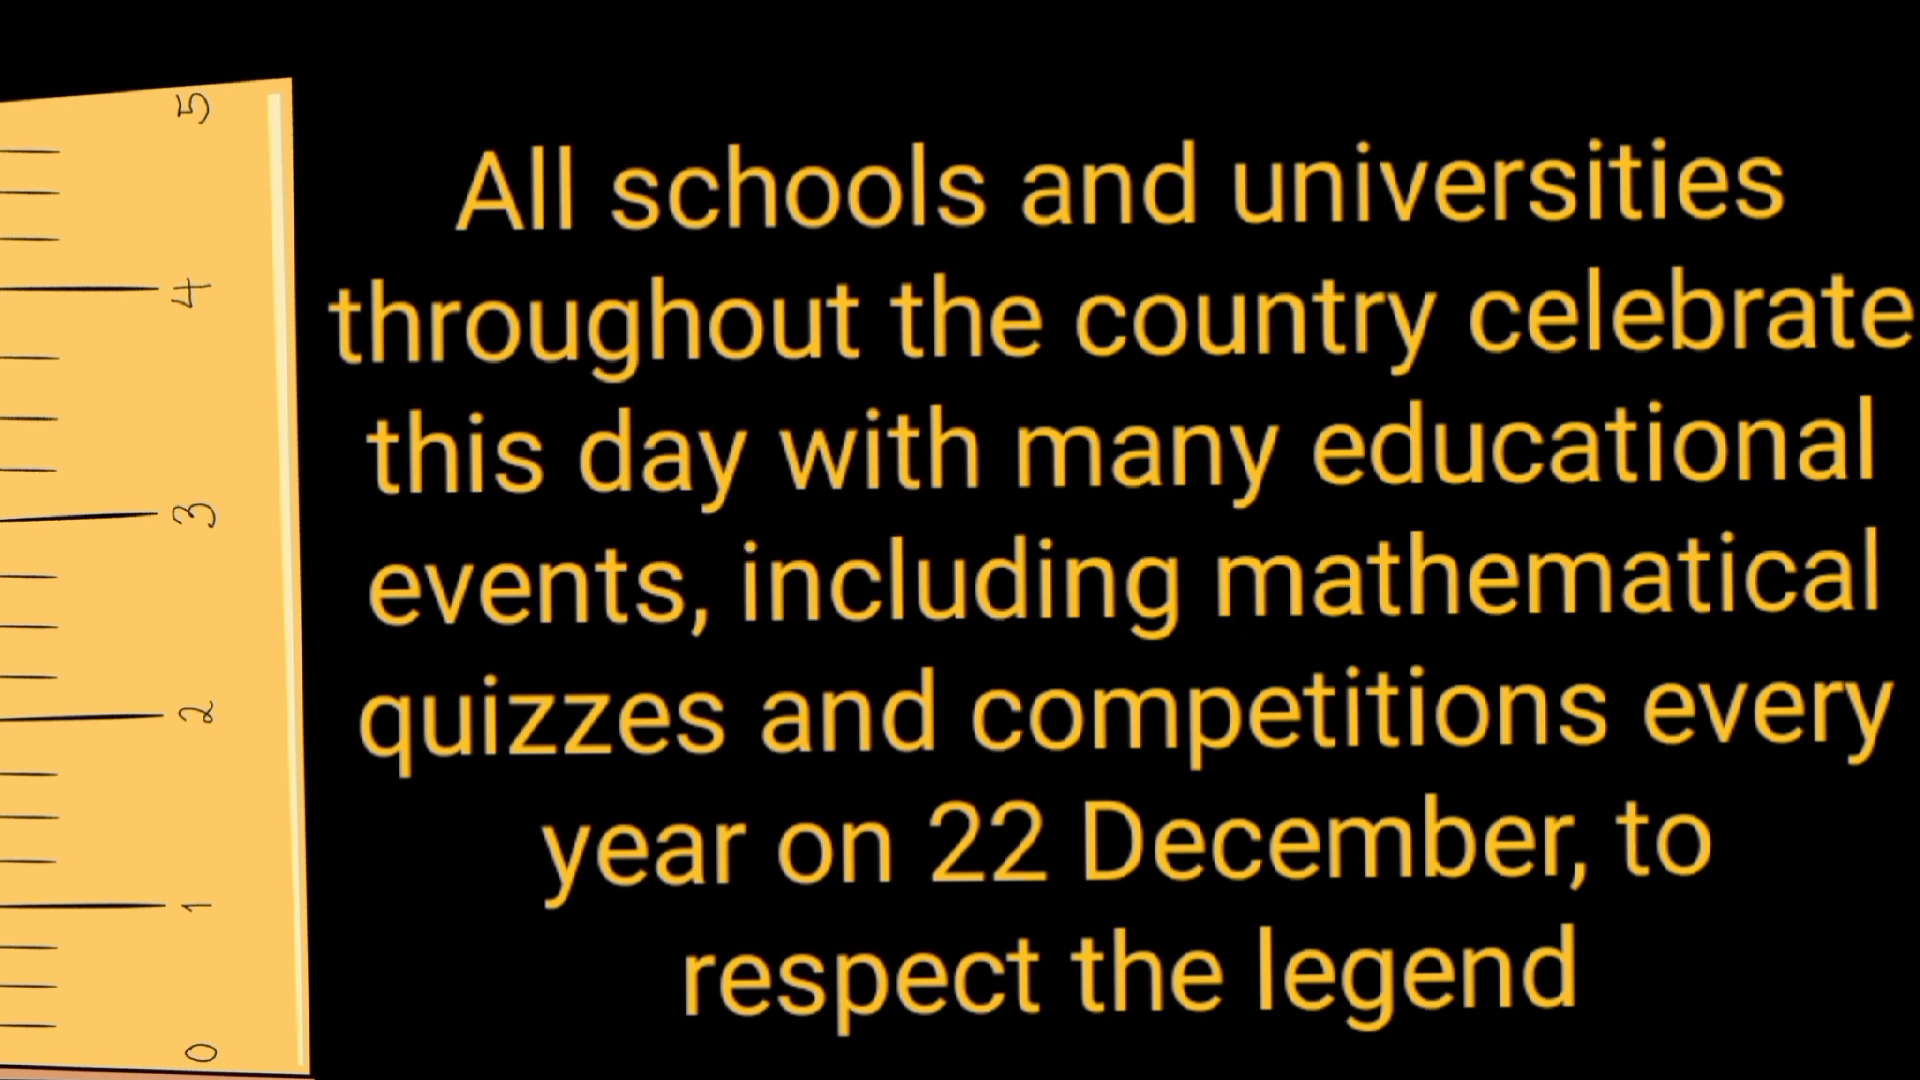 All schools and universities
throughout the country celebrate
this day with many educational
events, including mathematical
quizzes and competitions every
year on 22 December, to
respect the legend
5
4
3
2
1
0